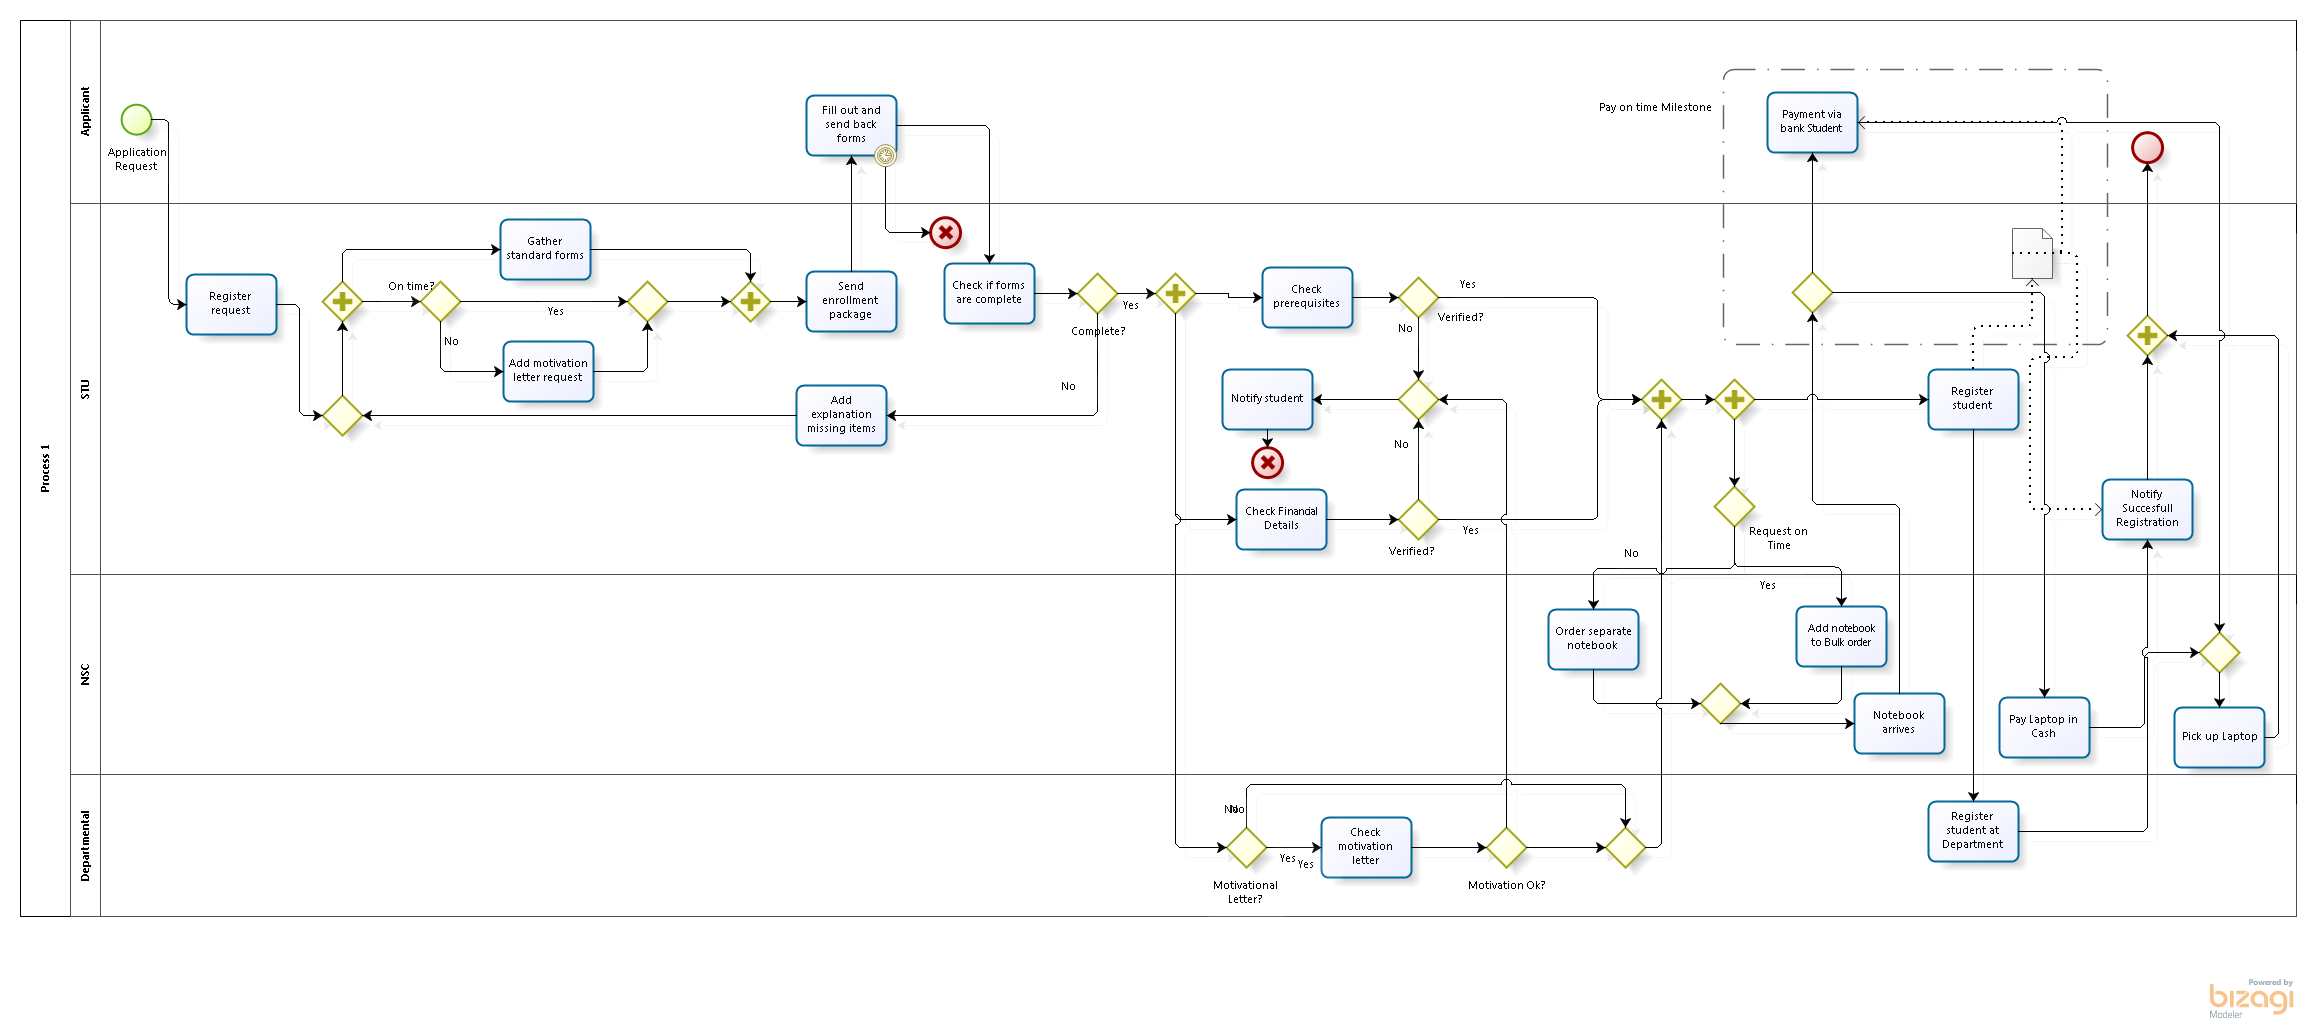 Process 1
Applicant
STU
NSC
Departmental
Application
Request
Register
request
Gather
standard forms
On time?
Yes
No
Add motivation
letter request
Send
enrollment
package
Fill out and
send back
forms
Check if forms
are complete
Yes
Complete?
No
Add
explanation
missing items
Check
prerequisites
Yes
Verified?
No
Notify student
No
Check Financial
Details
Yes
Verified?
Motivational
Letter?
No
No
Yes
Yes
Check
motivation
letter
Motivation Ok?
Request on
Time
No
Yes
Order separate
notebook
Add notebook
to Bulk order
Notebook
arrives
Pay on time Milestone
Payment via
bank Student
Register
student
Notify
Succesfull
Registration
Pay Laptop in
Cash
Pick up Laptop
Register
student at
Department
Powered by
bizagi
Modeler